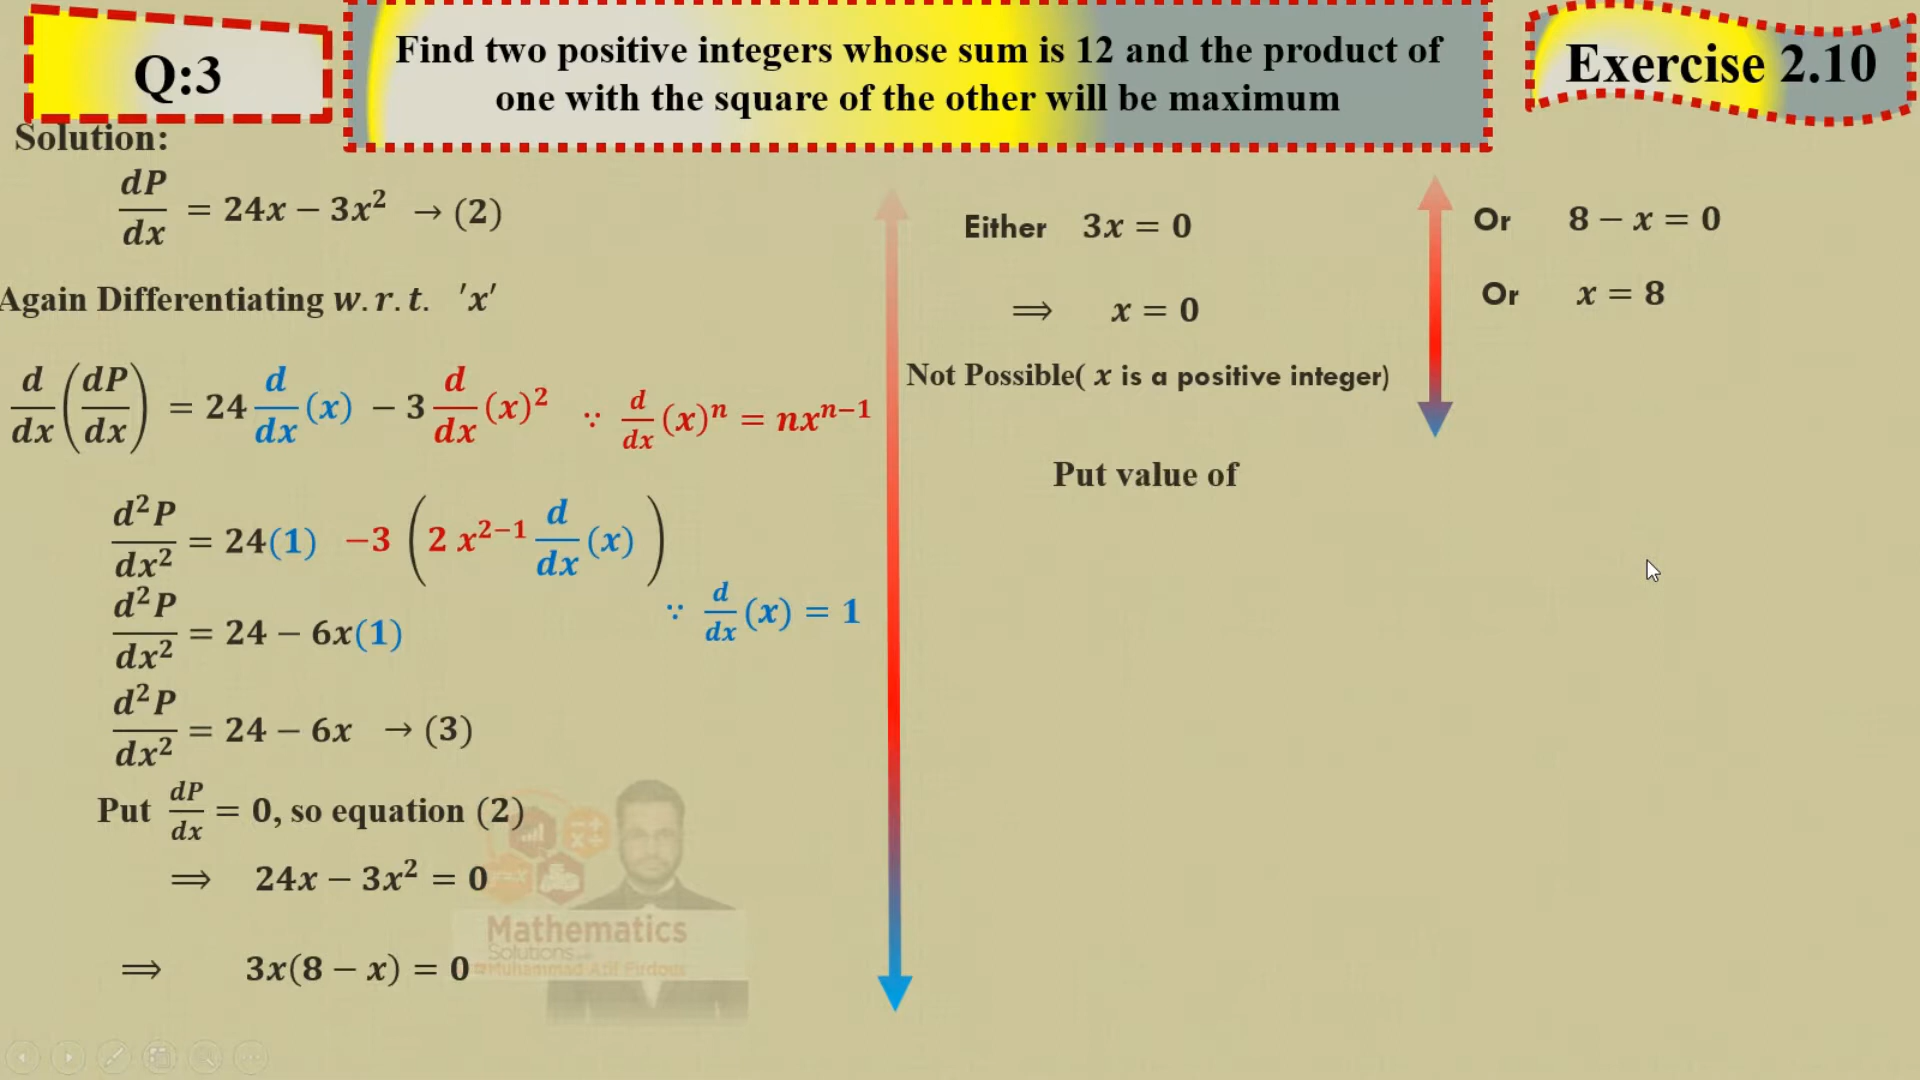 Q:3
Find two positive integers whose sum is 12 and the product of
one with the square of the other will be maximum
Exercise 2.10
Solution:
dP/dx = 24x − 3x² → (2)
Again Differentiating w.r.t. 'x'
d/dx (dP/dx) = 24 d/dx (x) − 3 d/dx (x)² ∵ d/dx (x)ⁿ = nxⁿ⁻¹
d²P/dx² = 24(1) −3 (2 x²⁻¹ d/dx (x))
d²P/dx² = 24 − 6x(1) ∵ d/dx (x) = 1
d²P/dx² = 24 − 6x → (3)
Put dP/dx = 0, so equation (2)
⟹ 24x − 3x² = 0
⟹ 3x(8 − x) = 0
Either 3x = 0
⟹ x = 0
Not Possible( x is a positive integer)
Or 8 − x = 0
Or x = 8
Put value of
Mathematics
Solutions
Muhammad Atif Firdous